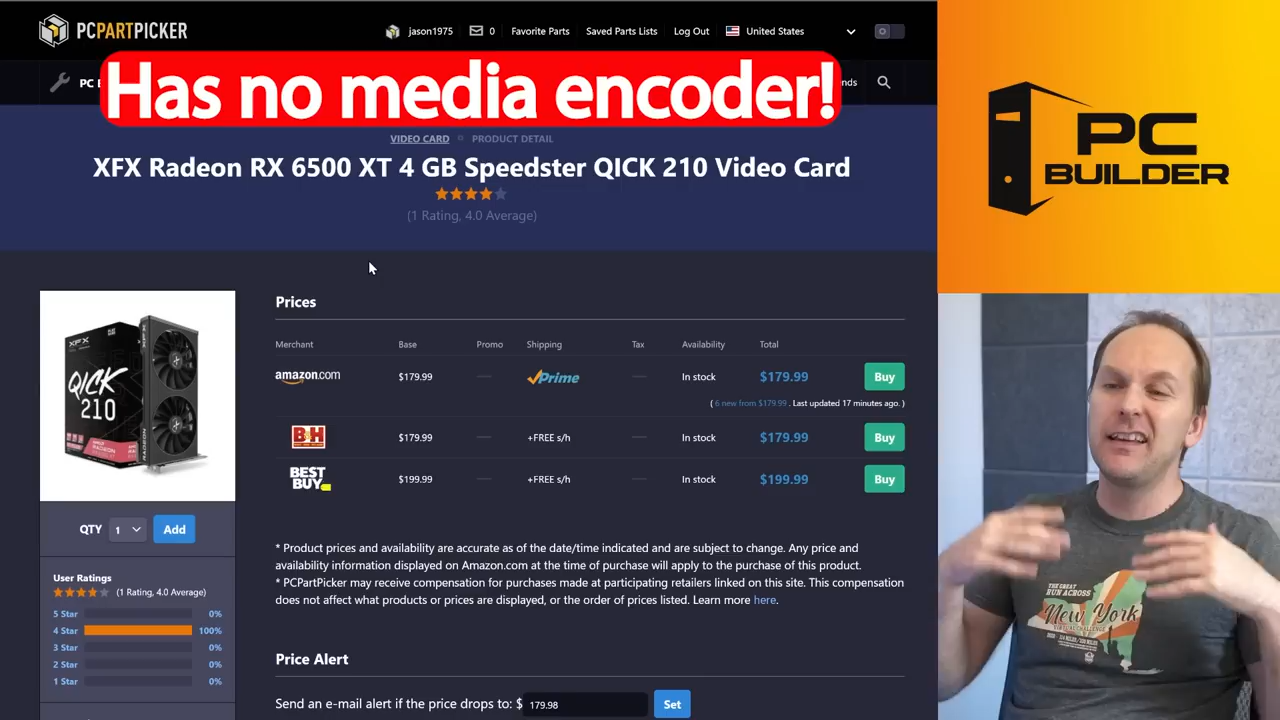 PCPARTPICKER
jason1975
0
Favorite Parts
Saved Parts Lists
Log Out
United States
Has no media encoder!
VIDEO CARD
PRODUCT DETAIL
XFX Radeon RX 6500 XT 4 GB Speedster QICK 210 Video Card
(1 Rating, 4.0 Average)
PC
BUILDER
XFX
QICK
210
RADEON
QTY 1 Add
User Ratings
(1 Rating, 4.0 Average)
5 Star 0%
4 Star 100%
3 Star 0%
2 Star 0%
1 Star 0%
Prices
Merchant Base Promo Shipping Tax Availability Total
amazon.com $179.99 — Prime — In stock $179.99 Buy
( 6 new from $179.99 . Last updated 17 minutes ago. )
B&H $179.99 — +FREE s/h — In stock $179.99 Buy
BEST BUY $199.99 — +FREE s/h — In stock $199.99 Buy
* Product prices and availability are accurate as of the date/time indicated and are subject to change. Any price and
availability information displayed on Amazon.com at the time of purchase will apply to the purchase of this product.
* PCPartPicker may receive compensation for purchases made at participating retailers linked on this site. This compensation
does not affect what products or prices are displayed, or the order of prices listed. Learn more here.
Price Alert
Send an e-mail alert if the price drops to: $ 179.98 Set
THE GREAT
RUN ACROSS
New York